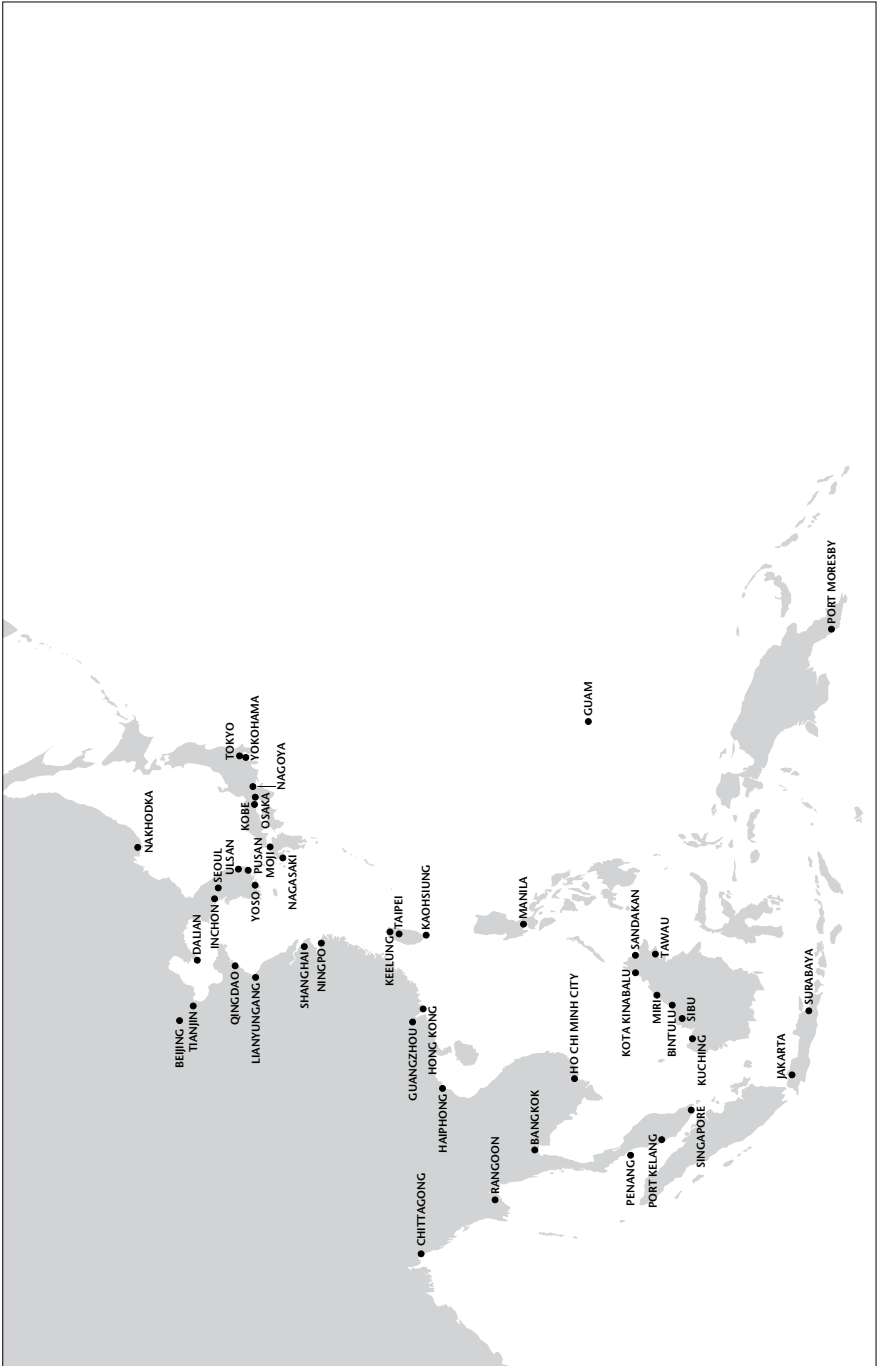 NAKHODKA
BEIJING
TIANJIN
DALIAN
INCHON
SEOUL
ULSAN
PUSAN
YOSO
MOJI
NAGASAKI
KOBE
OSAKA
NAGOYA
TOKYO
YOKOHAMA
QINGDAO
LIANYUNGANG
SHANGHAI
NINGPO
KEELUNG
TAIPEI
KAOHSIUNG
GUANGZHOU
HONG KONG
HAIPHONG
CHITTAGONG
RANGOON
BANGKOK
HO CHI MINH CITY
MANILA
GUAM
PENANG
PORT KELANG
SINGAPORE
KOTA KINABALU
SANDAKAN
TAWAU
MIRI
BINTULU
SIBU
KUCHING
JAKARTA
SURABAYA
PORT MORESBY